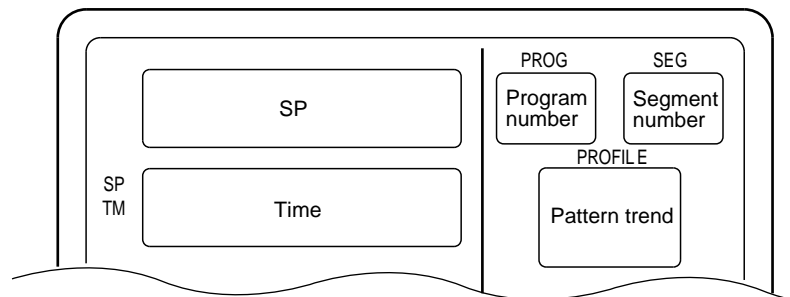 PROG SEG
SP
Program
number
Segment
number
PROFILE
SP
TM
Time
Pattern trend